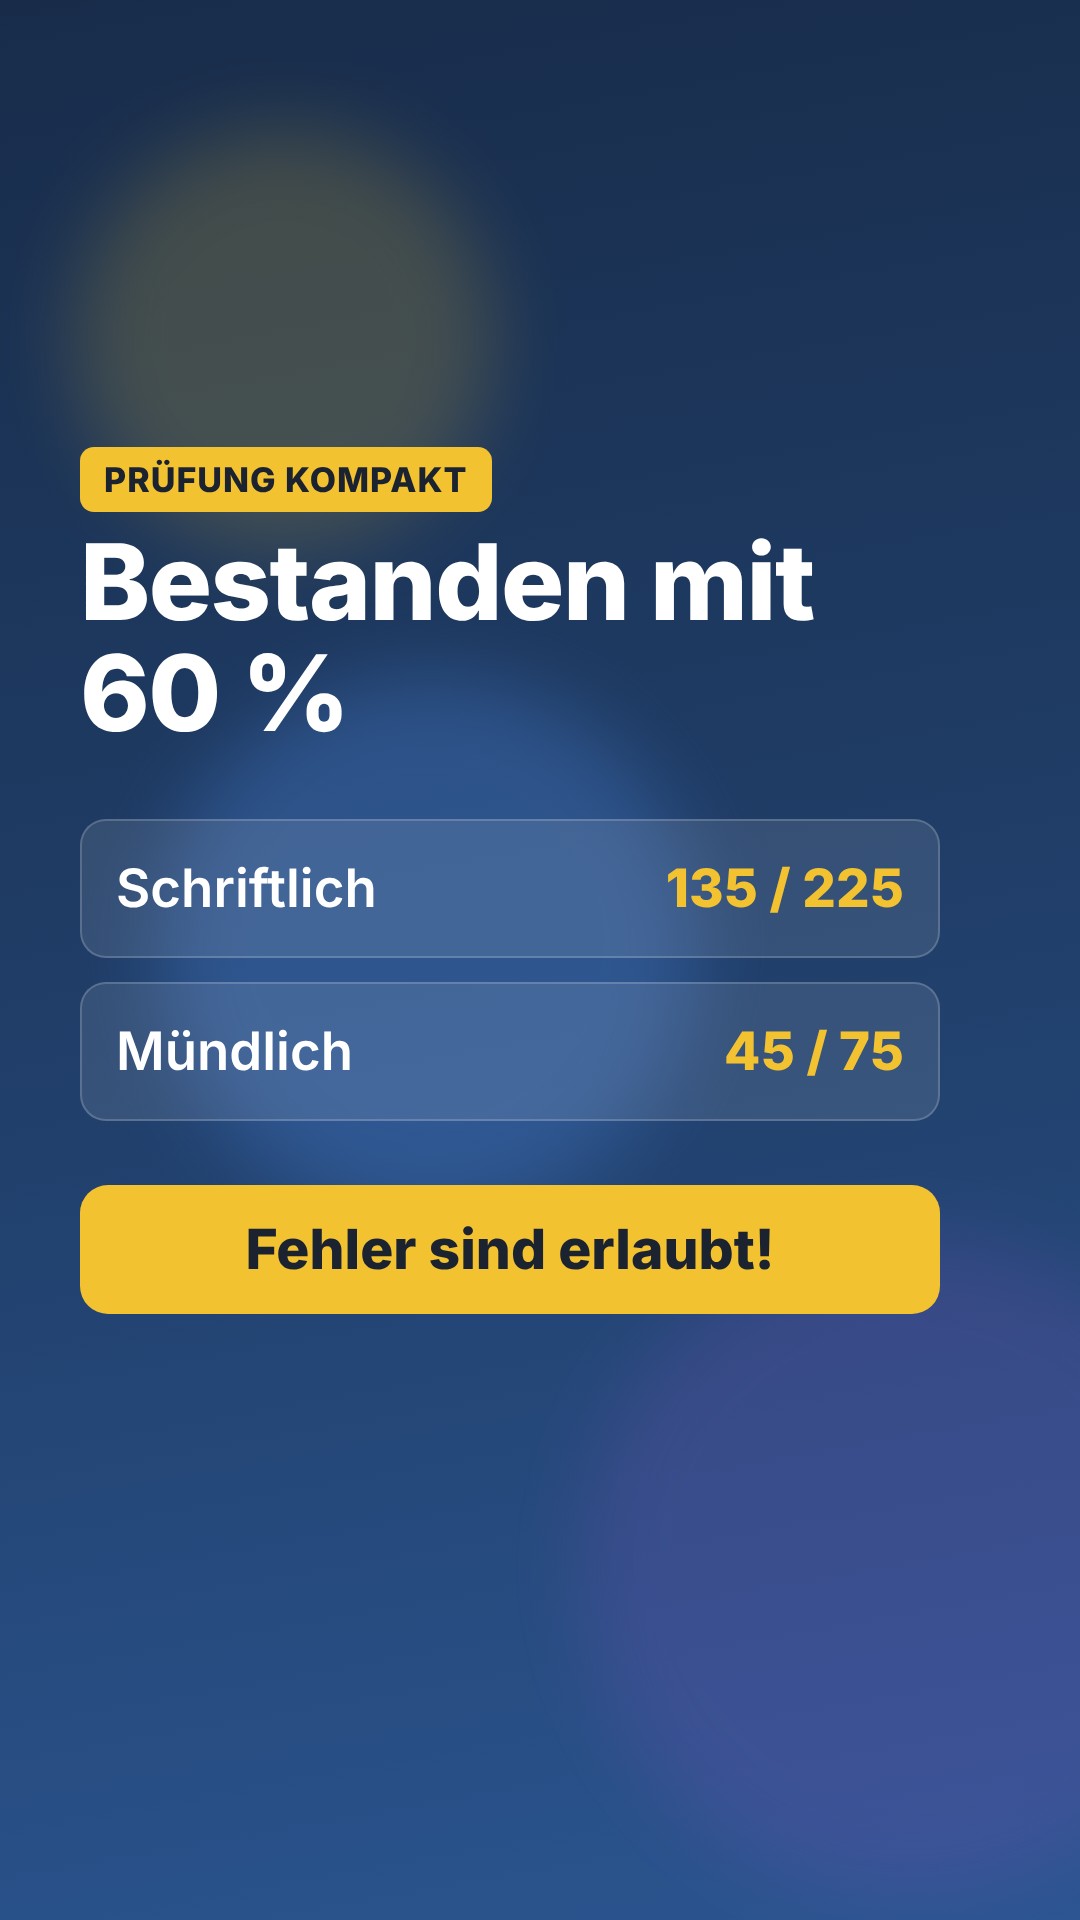 PRÜFUNG KOMPAKT
Bestanden mit
60 %
Schriftlich 135 / 225
Mündlich 45 / 75
Fehler sind erlaubt!